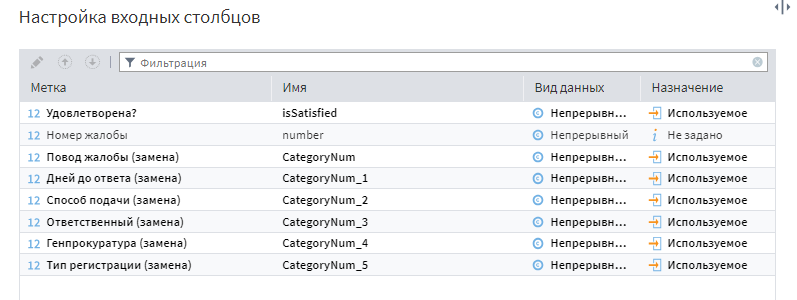 Настройка входных столбцов
Фильтрация
Метка Имя Вид данных Назначение
12 Удовлетворена? isSatisfied Непрерывн... Используемое
12 Номер жалобы number Непрерывный Не задано
12 Повод жалобы (замена) CategoryNum Непрерывн... Используемое
12 Дней до ответа (замена) CategoryNum_1 Непрерывн... Используемое
12 Способ подачи (замена) CategoryNum_2 Непрерывн... Используемое
12 Ответственный (замена) CategoryNum_3 Непрерывн... Используемое
12 Генпрокуратура (замена) CategoryNum_4 Непрерывн... Используемое
12 Тип регистрации (замена) CategoryNum_5 Непрерывн... Используемое